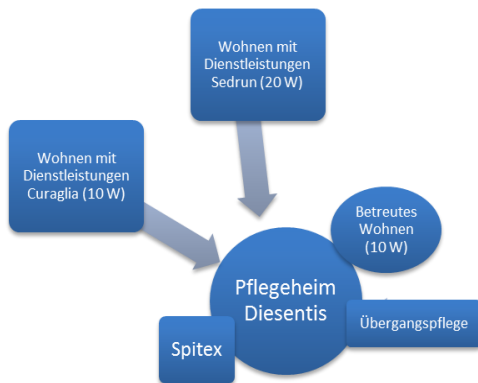 Wohnen mit
Dienstleistungen
Sedrun (20 W)
Wohnen mit
Dienstleistungen
Curaglia (10 W)
Betreutes
Wohnen
(10 W)
Pflegeheim
Diesentis
Übergangspflege
Spitex